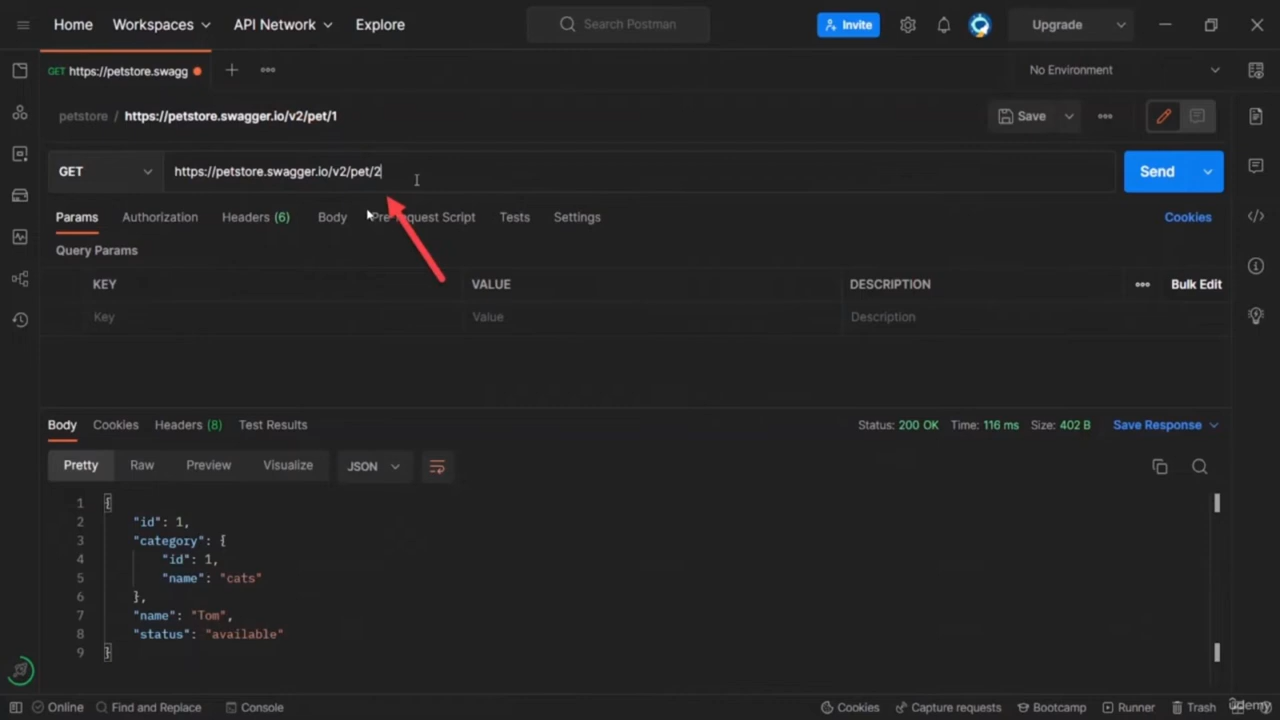 Home Workspaces API Network Explore Search Postman Invite Upgrade
GET https://petstore.swagg No Environment
petstore / https://petstore.swagger.io/v2/pet/1 Save
GET https://petstore.swagger.io/v2/pet/2 Send
Params Authorization Headers (6) Body Pre-request Script Tests Settings Cookies
Query Params
KEY VALUE DESCRIPTION Bulk Edit
Key Value Description
Body Cookies Headers (8) Test Results Status: 200 OK Time: 116 ms Size: 402 B Save Response
Pretty Raw Preview Visualize JSON
1 {
2 "id": 1,
3 "category": {
4 "id": 1,
5 "name": "cats"
6 },
7 "name": "Tom",
8 "status": "available"
9 }
Online Find and Replace Console Cookies Capture requests Bootcamp Runner Trash udemy